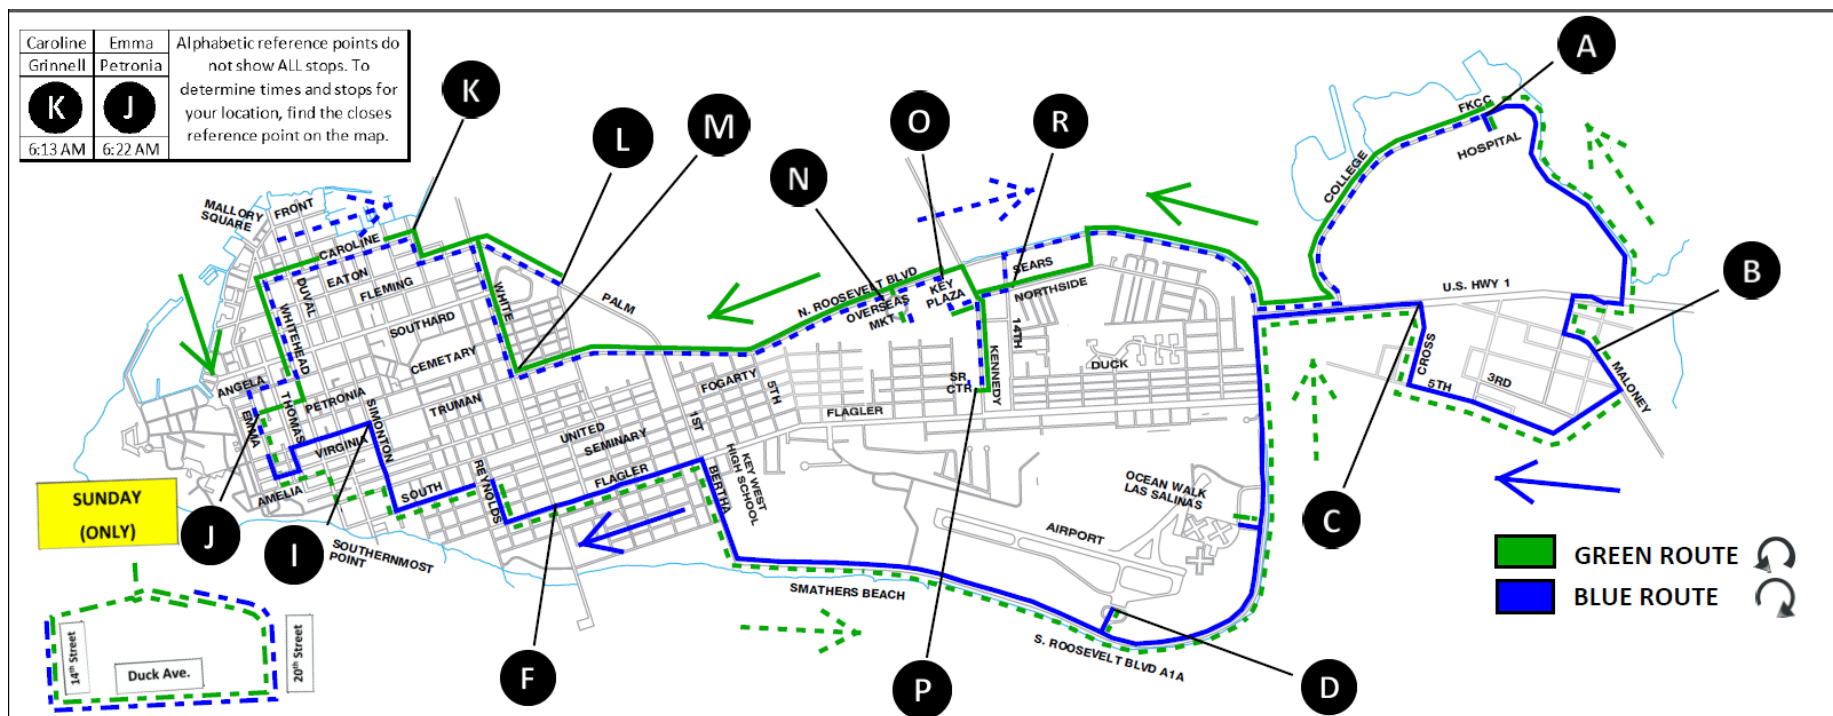 Caroline
Grinnell
K
6:13 AM
Emma
Petronia
J
6:22 AM
Alphabetic reference points do
not show ALL stops. To
determine times and stops for
your location, find the closes
reference point on the map.
A
K
L
M
O
R
N
B
C
J
I
F
P
D
FKCC
HOSPITAL
COLLEGE
U.S. HWY 1
CROSS
5TH
3RD
MALONEY
MALLORY
SQUARE
FRONT
CAROLINE
EATON
FLEMING
DUVAL
WHITEHEAD
SOUTHARD
CEMETARY
WHITE
PALM
ANGELA
THOMAS
PETRONIA
EMMA
SIMONTON
VIRGINIA
AMELIA
TRUMAN
UNITED
SEMINARY
FLAGLER
SOUTH
REYNOLDS
SOUTHERNMOST
POINT
FOGARTY
5TH
1ST
FLAGLER
BERTHA
KEY WEST
HIGH SCHOOL
N. ROOSEVELT BLVD
OVERSEAS
MKT
KEY
PLAZA
SEARS
NORTHSIDE
14TH
KENNEDY
SR
CTR
DUCK
OCEAN WALK
LAS SALINAS
AIRPORT
SMATHERS BEACH
S. ROOSEVELT BLVD A1A
SUNDAY
(ONLY)
14th Street
Duck Ave.
20th Street
GREEN ROUTE
BLUE ROUTE